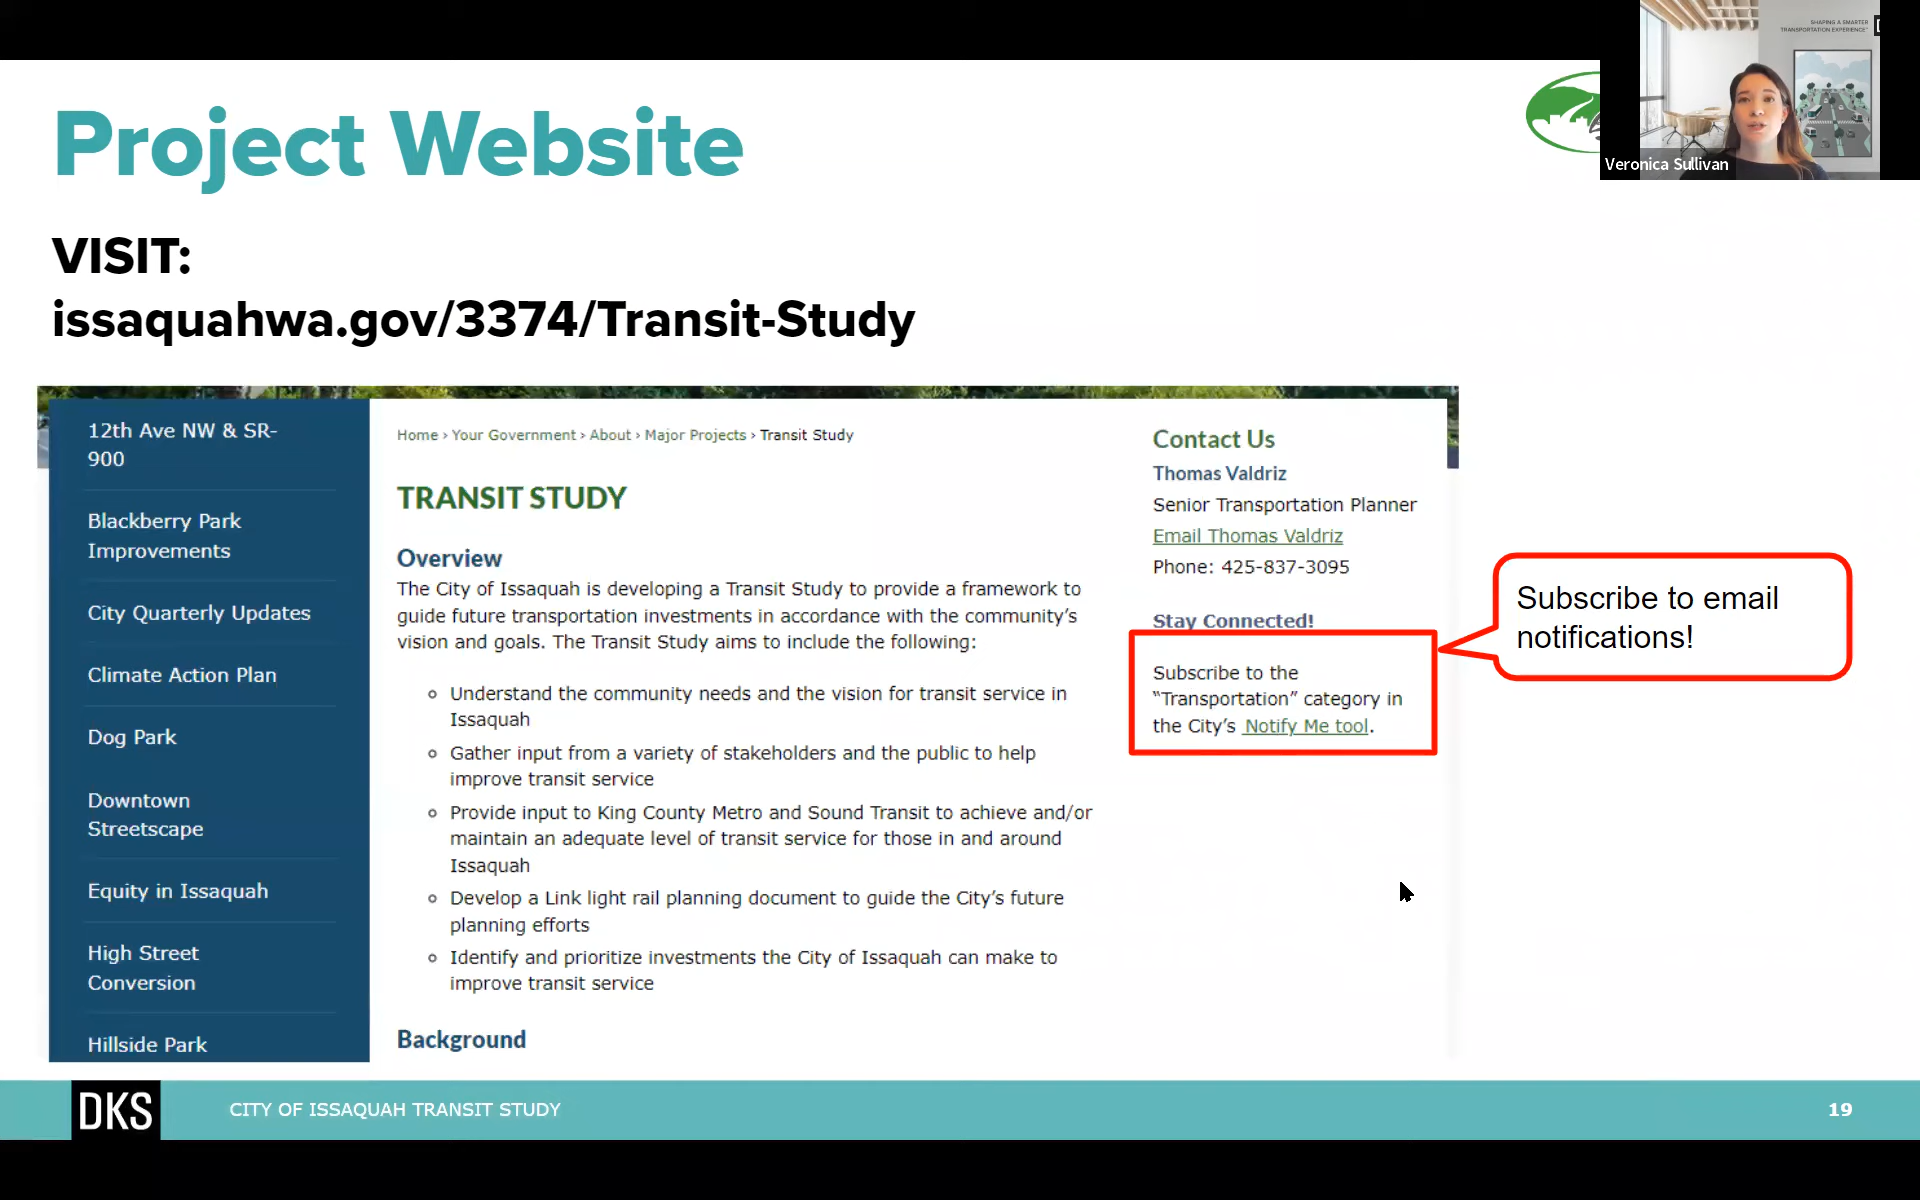 SHAPING A SMARTER
TRANSPORTATION EXPERIENCE
Veronica Sullivan
Project Website
VISIT:
issaquahwa.gov/3374/Transit-Study
12th Ave NW & SR-
900
Blackberry Park
Improvements
City Quarterly Updates
Climate Action Plan
Dog Park
Downtown
Streetscape
Equity in Issaquah
High Street
Conversion
Hillside Park
Home › Your Government › About › Major Projects › Transit Study
TRANSIT STUDY
Overview
The City of Issaquah is developing a Transit Study to provide a framework to
guide future transportation investments in accordance with the community’s
vision and goals. The Transit Study aims to include the following:
Understand the community needs and the vision for transit service in
Issaquah
Gather input from a variety of stakeholders and the public to help
improve transit service
Provide input to King County Metro and Sound Transit to achieve and/or
maintain an adequate level of transit service for those in and around
Issaquah
Develop a Link light rail planning document to guide the City’s future
planning efforts
Identify and prioritize investments the City of Issaquah can make to
improve transit service
Background
Contact Us
Thomas Valdriz
Senior Transportation Planner
Email Thomas Valdriz
Phone: 425-837-3095
Stay Connected!
Subscribe to the
“Transportation” category in
the City’s Notify Me tool.
Subscribe to email
notifications!
DKS
CITY OF ISSAQUAH TRANSIT STUDY
19